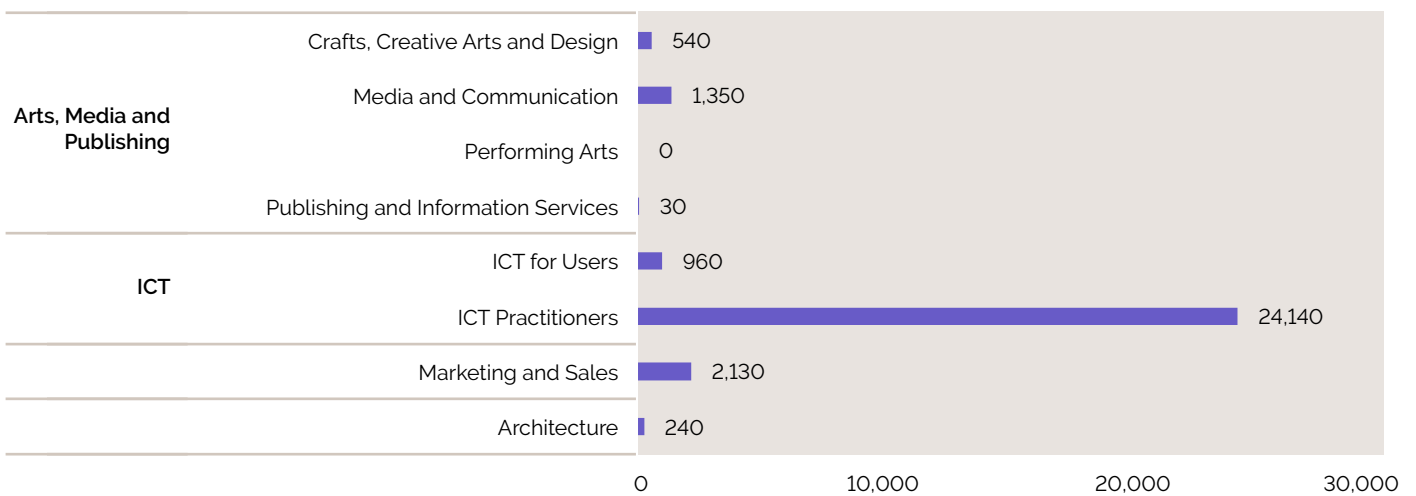 Arts, Media and
Publishing
Crafts, Creative Arts and Design 540
Media and Communication 1,350
Performing Arts 0
Publishing and Information Services 30
ICT
ICT for Users 960
ICT Practitioners 24,140
Marketing and Sales 2,130
Architecture 240
0 10,000 20,000 30,000